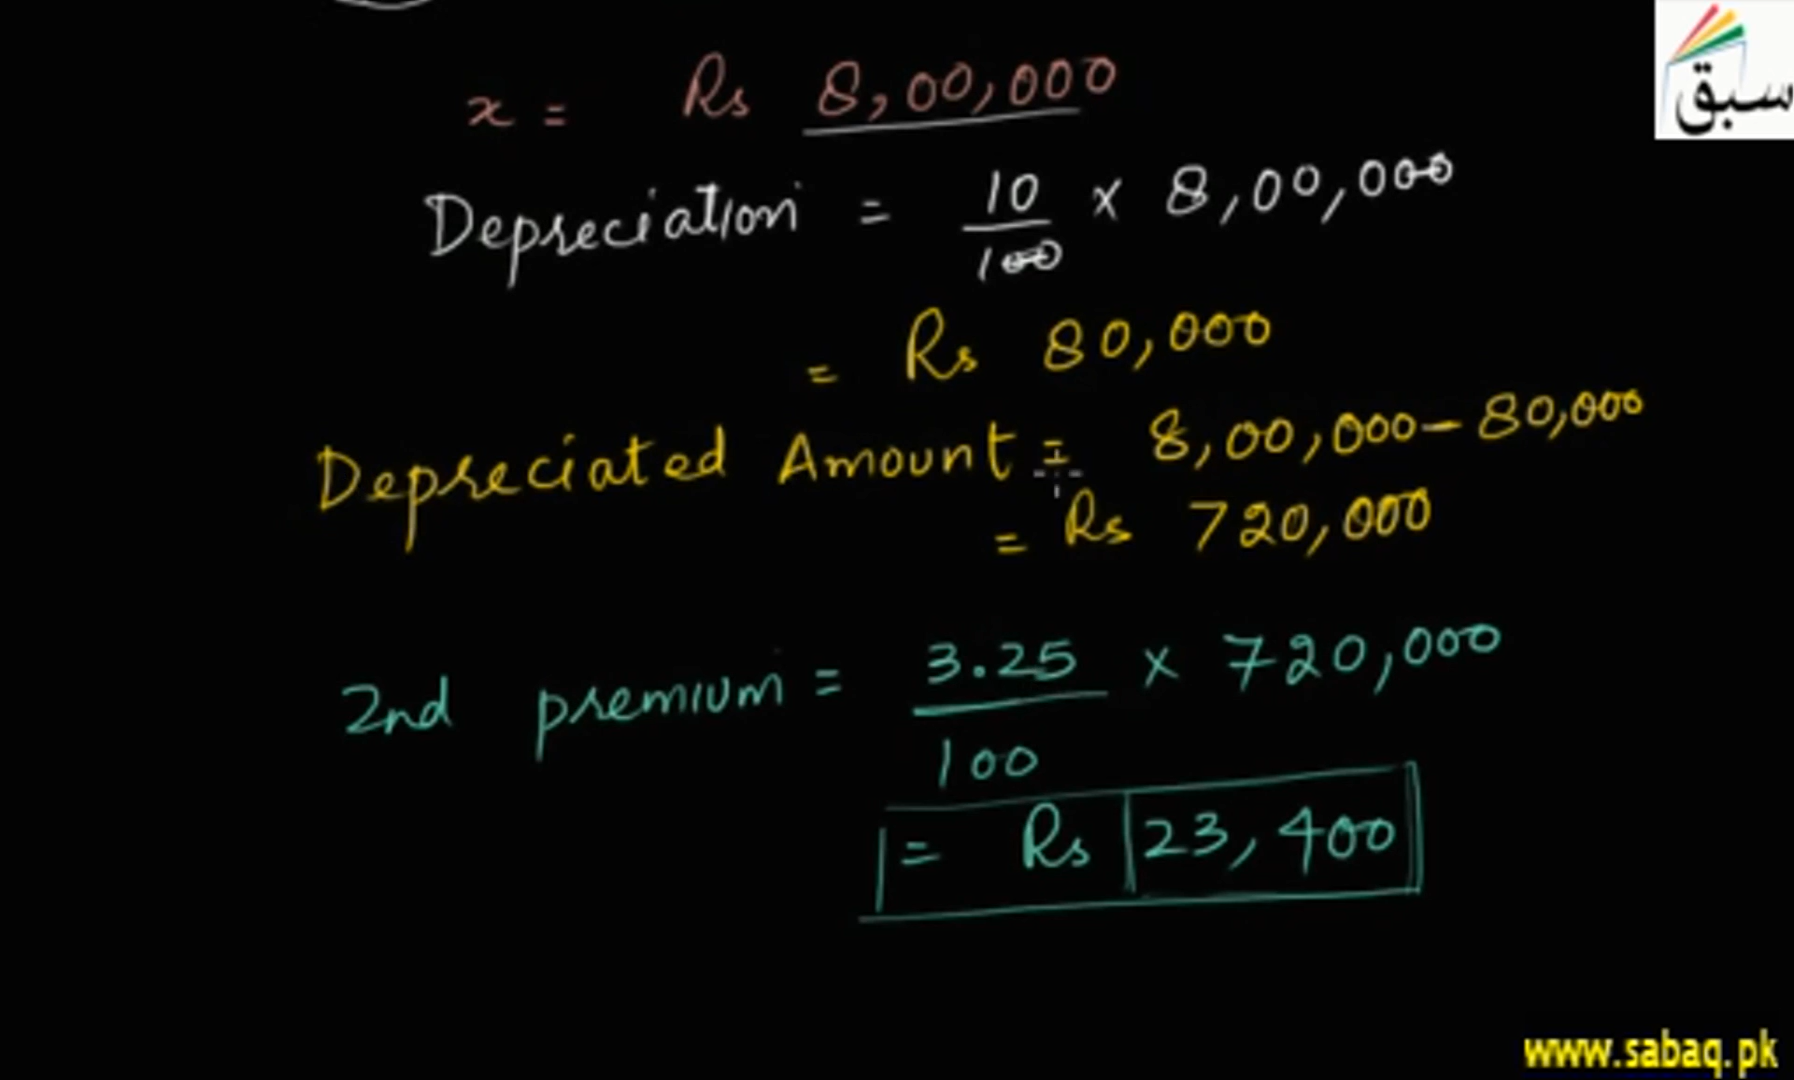 سبق
x = Rs 8,00,000
Depreciation = 10/100 x 8,00,000
= Rs 80,000
Depreciated Amount = 8,00,000 - 80,000
= Rs 720,000
2nd premium = 3.25/100 x 720,000
= Rs 23,400
www.sabaq.pk